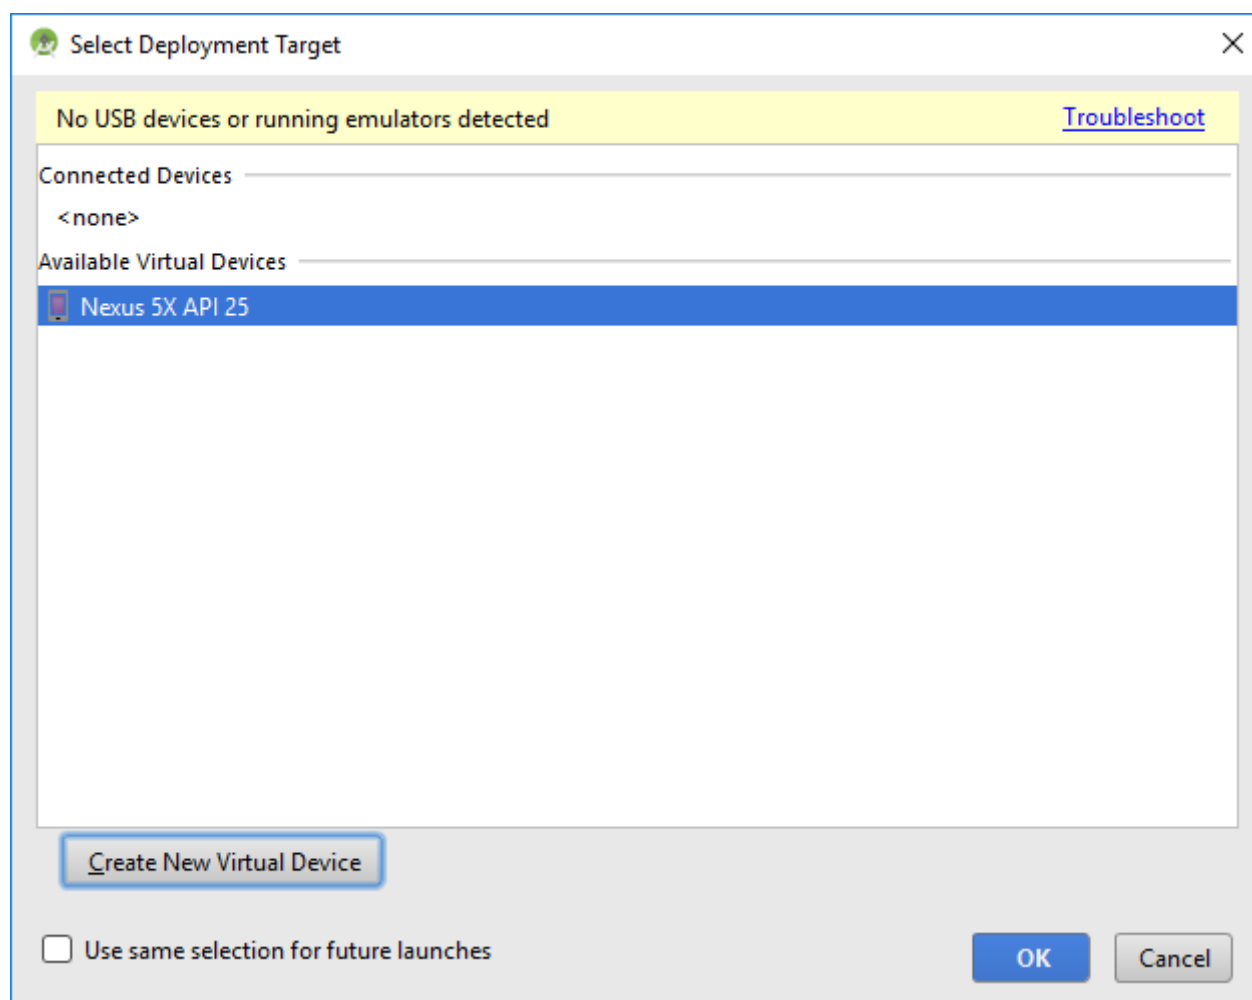 Select Deployment Target
No USB devices or running emulators detected Troubleshoot
Connected Devices
<none>
Available Virtual Devices
Nexus 5X API 25
Create New Virtual Device
Use same selection for future launches
OK Cancel